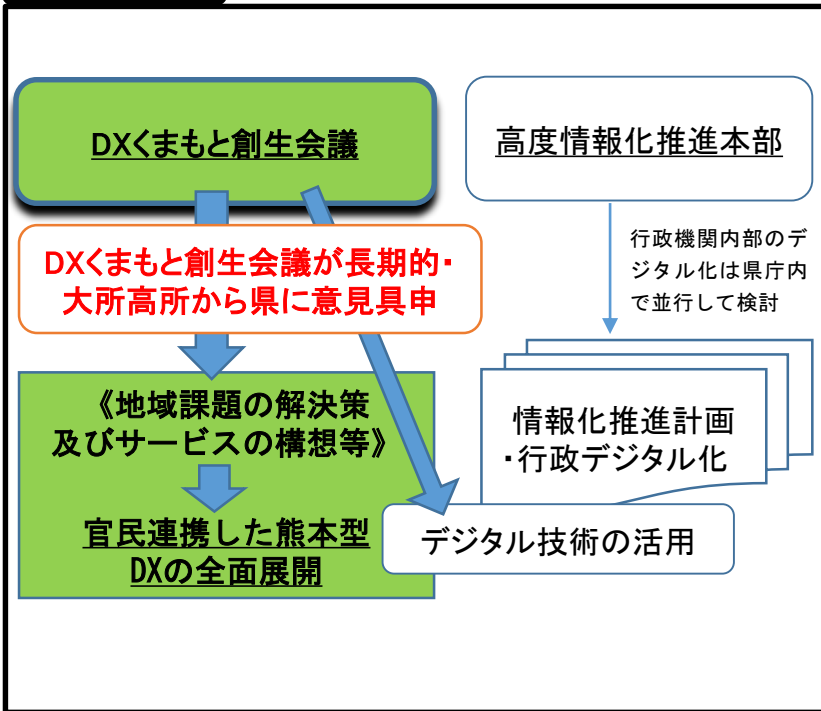 DXくまもと創生会議
高度情報化推進本部
DXくまもと創生会議が長期的・
大所高所から県に意見具申
行政機関内部のデ
ジタル化は県庁内
で並行して検討
《地域課題の解決策
及びサービスの構想等》
官民連携した熊本型
DXの全面展開
情報化推進計画
・行政デジタル化
デジタル技術の活用